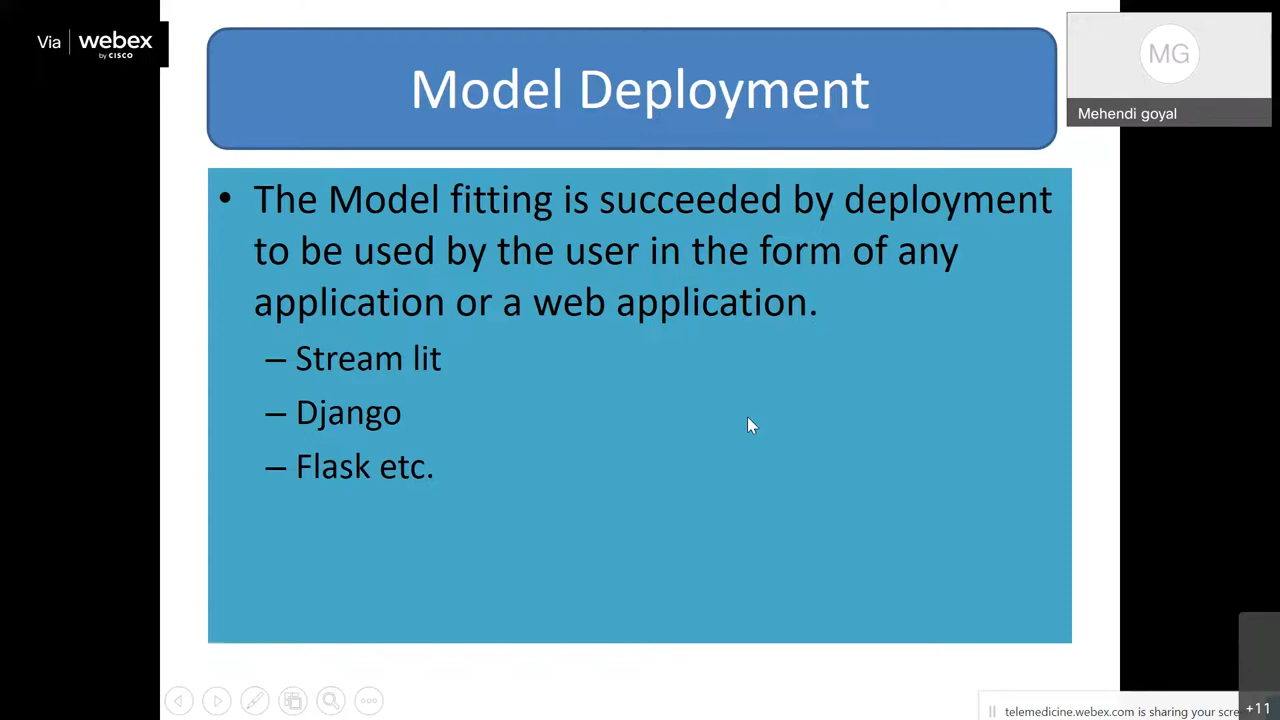 Via webex
by CISCO
Model Deployment
MG
Mehendi goyal
• The Model fitting is succeeded by deployment
to be used by the user in the form of any
application or a web application.
– Stream lit
– Django
– Flask etc.
telemedicine.webex.com is sharing your scre
+11